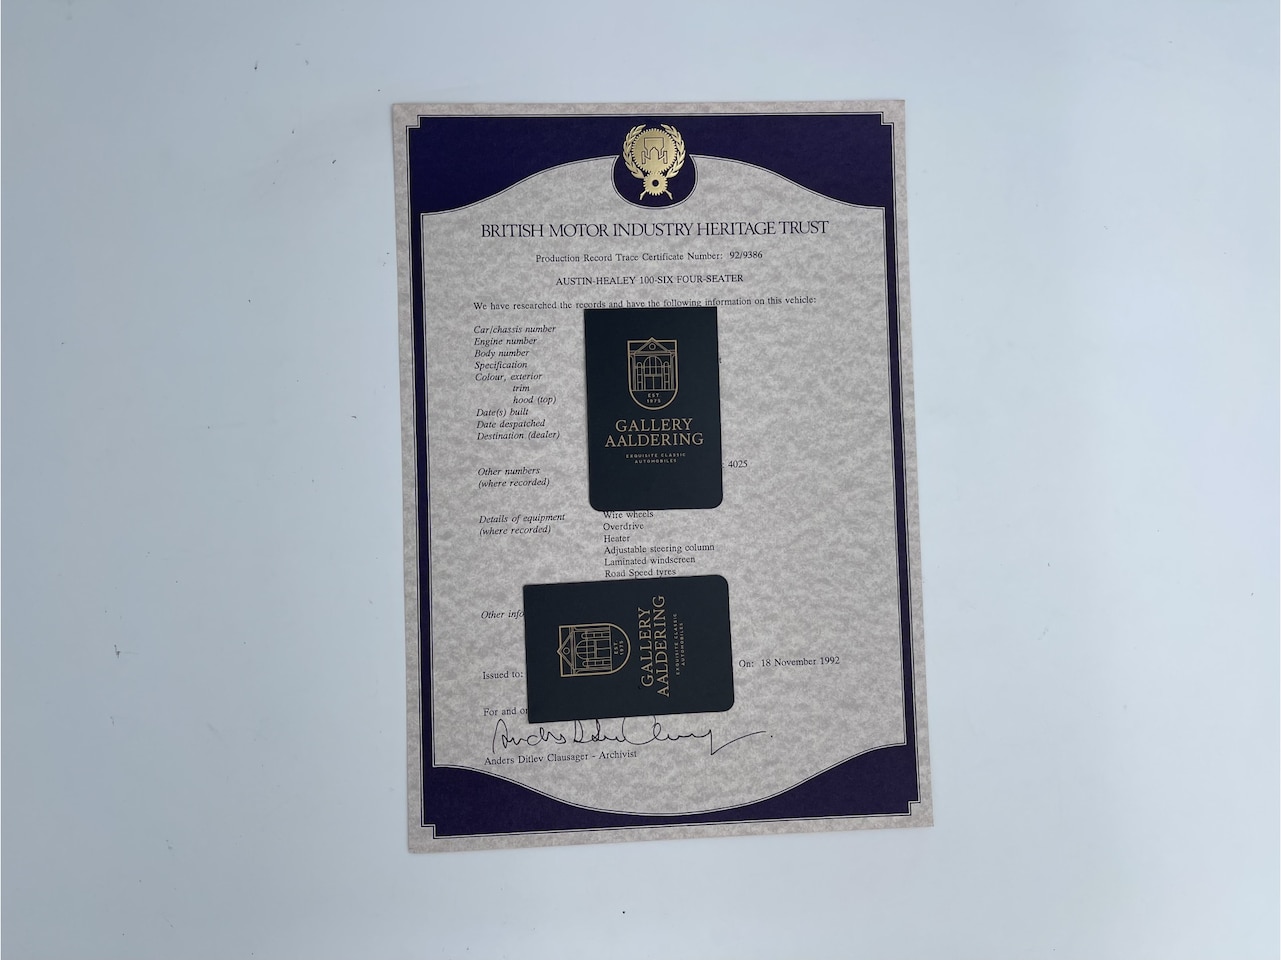 BRITISH MOTOR INDUSTRY HERITAGE TRUST
Production Record Trace Certificate Number: 92/9386
AUSTIN-HEALEY 100-SIX FOUR-SEATER
We have researched the records and have the following information on this vehicle:
Car/chassis number
Engine number
Body number
Specification
Colour, exterior
trim
hood (top)
Date(s) built
Date despatched
Destination (dealer)
EST
1875
GALLERY
AALDERING
EXQUISITE CLASSIC
AUTOMOBILES
Other numbers
(where recorded)
: 4025
Details of equipment
(where recorded)
Wire wheels
Overdrive
Heater
Adjustable steering column
Laminated windscreen
Road Speed tyres
Other info
EST
1875
GALLERY
AALDERING
EXQUISITE CLASSIC
AUTOMOBILES
Issued to:
On: 18 November 1992
For and on
Anders Ditlev Clausager - Archivist